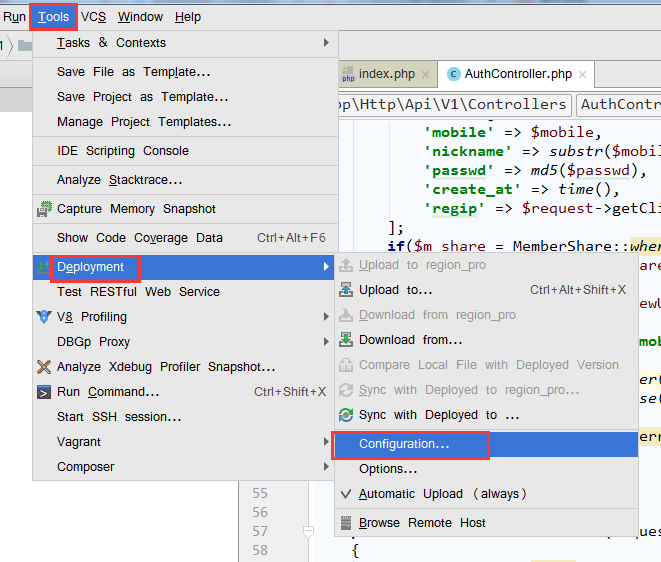 Run Tools VCS Window Help
Tasks & Contexts
Save File as Template...
Save Project as Template...
Manage Project Templates...
IDE Scripting Console
Analyze Stacktrace...
Capture Memory Snapshot
Show Code Coverage Data Ctrl+Alt+F6
Deployment
Test RESTful Web Service
V8 Profiling
DBGp Proxy
Analyze Xdebug Profiler Snapshot...
Run Command... Ctrl+Shift+X
Start SSH session...
Vagrant
Composer
index.php AuthController.php
pp\Http\Api\V1\Controllers AuthContr
'mobile' => $mobile,
'nickname' => substr($mobil
'passwd' => md5($passwd),
'create_at' => time(),
'regip' => $request->getCli
];
if($m_share = MemberShare::wher
Upload to region_pro
Upload to... Ctrl+Alt+Shift+X
Download from region_pro
Download from...
Compare Local File with Deployed Version
Sync with Deployed to region_pro...
Sync with Deployed to ...
Configuration...
Options...
Automatic Upload (always)
Browse Remote Host
are
ewU
mob
er(
se(
err
55
56
57
ques
58 {